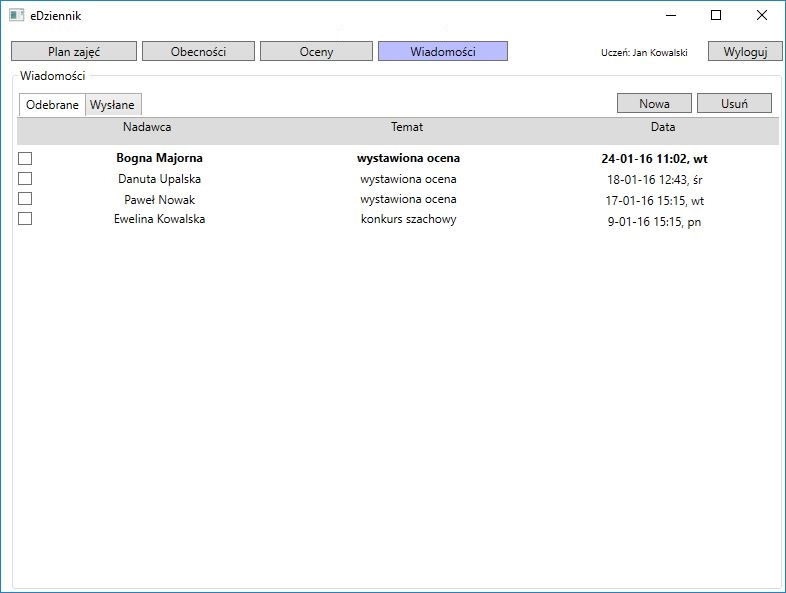 eDziennik
Plan zajęć Obecności Oceny Wiadomości Uczeń: Jan Kowalski Wyloguj
Wiadomości
Odebrane Wysłane Nowa Usuń
Nadawca Temat Data
Bogna Majorna wystawiona ocena 24-01-16 11:02, wt
Danuta Upalska wystawiona ocena 18-01-16 12:43, śr
Paweł Nowak wystawiona ocena 17-01-16 15:15, wt
Ewelina Kowalska konkurs szachowy 9-01-16 15:15, pn